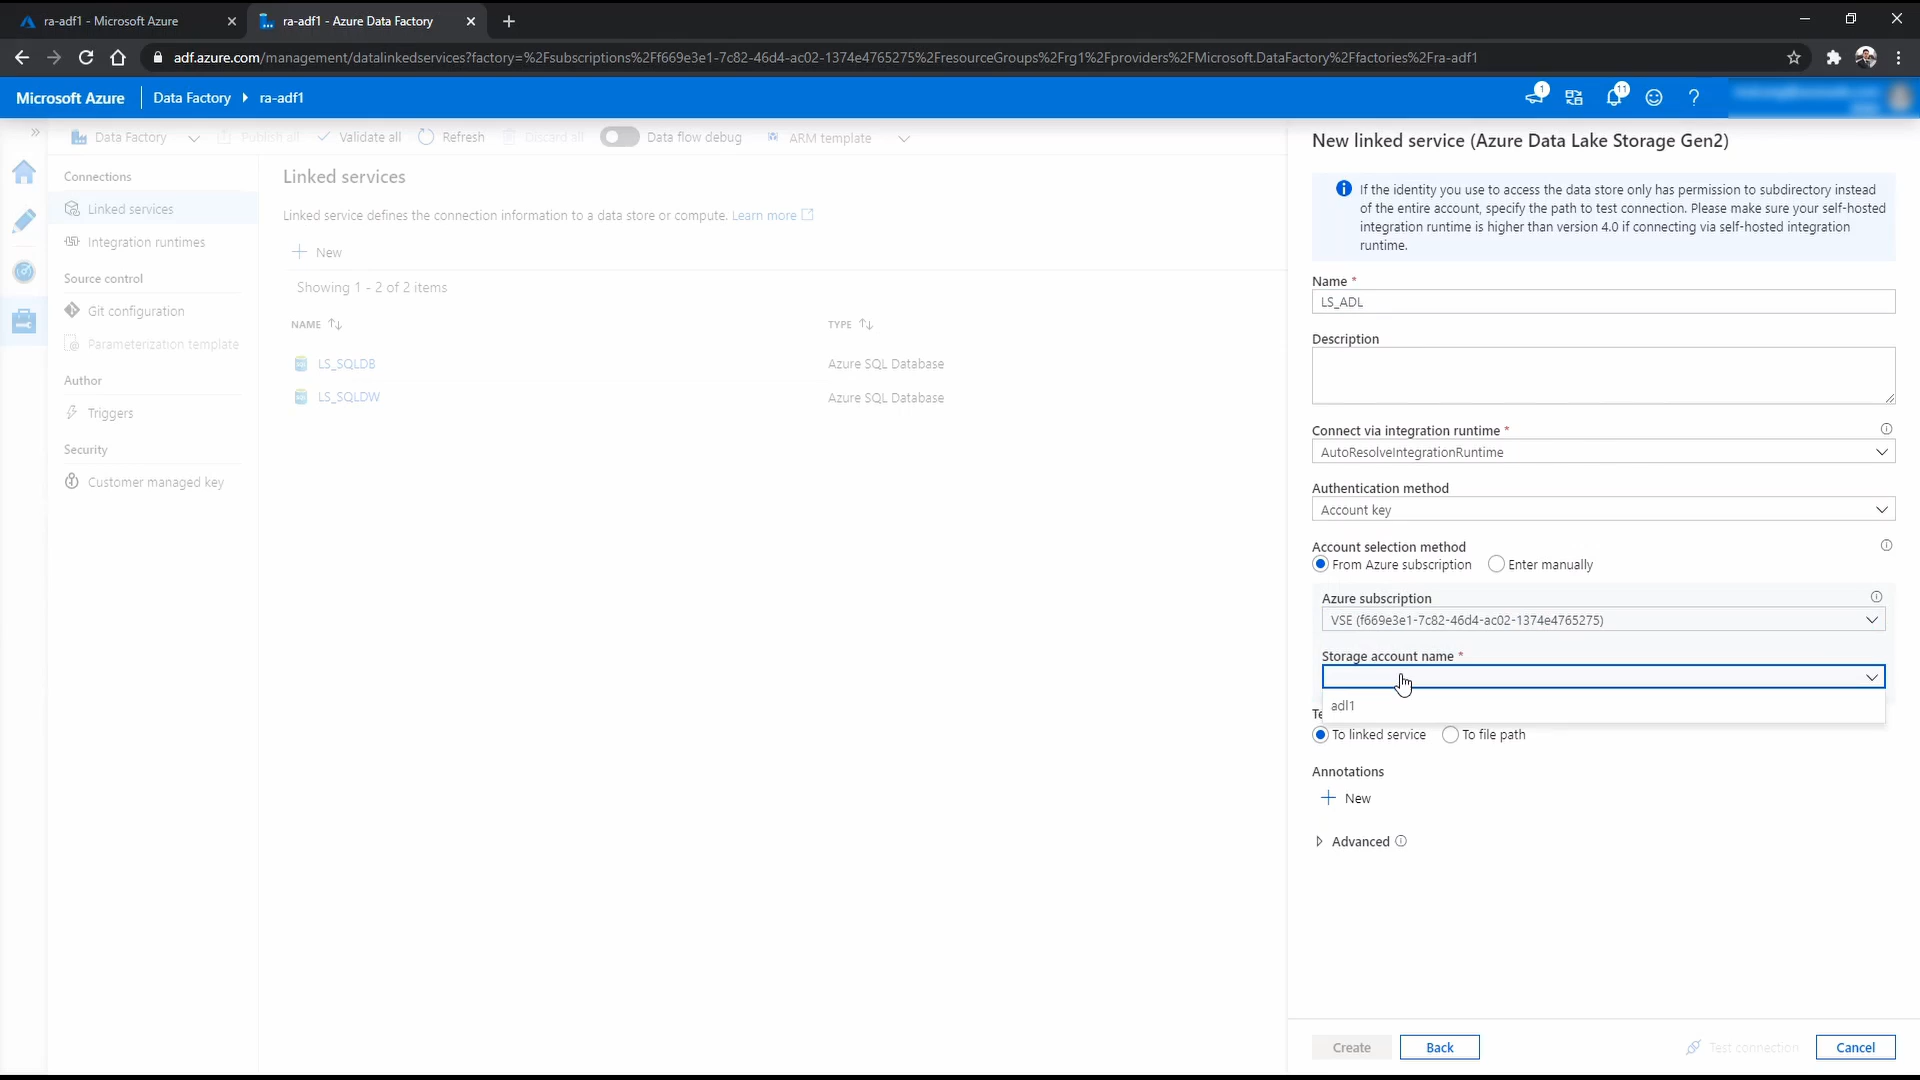 ra-adf1 - Microsoft Azure
ra-adf1 - Azure Data Factory
adf.azure.com/management/datalinkedservices?factory=%2Fsubscriptions%2Ff669e3e1-7c82-46d4-ac02-1374e4765275%2FresourceGroups%2Frg1%2Fproviders%2FMicrosoft.DataFactory%2Ffactories%2Fra-adf1
Microsoft Azure
Data Factory
ra-adf1
1
11
?
Data Factory
Publish all
Validate all
Refresh
Discard all
Data flow debug
ARM template
Connections
Linked services
Integration runtimes
Source control
Git configuration
Parameterization template
Author
Triggers
Security
Customer managed key
Linked services
Linked service defines the connection information to a data store or compute. Learn more
New
Showing 1 - 2 of 2 items
NAME
TYPE
LS_SQLDB
Azure SQL Database
LS_SQLDW
Azure SQL Database
New linked service (Azure Data Lake Storage Gen2)
If the identity you use to access the data store only has permission to subdirectory instead
of the entire account, specify the path to test connection. Please make sure your self-hosted
integration runtime is higher than version 4.0 if connecting via self-hosted integration
runtime.
Name *
LS_ADL
Description
Connect via integration runtime *
AutoResolveIntegrationRuntime
Authentication method
Account key
Account selection method
From Azure subscription
Enter manually
Azure subscription
VSE (f669e3e1-7c82-46d4-ac02-1374e4765275)
Storage account name *
adl1
To linked service
To file path
Annotations
New
Advanced
Create
Back
Test connection
Cancel